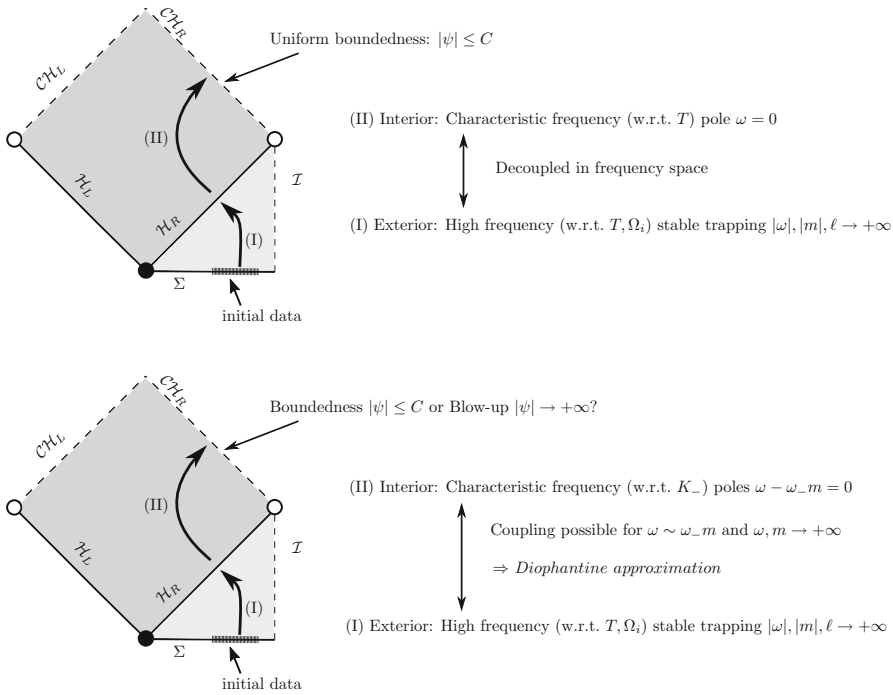 𝒞ℋ_R
Uniform boundedness: |ψ| ≤ C
𝒞ℋ_L
(II)
(II) Interior: Characteristic frequency (w.r.t. T) pole ω = 0
Decoupled in frequency space
ℐ
ℋ_L
ℋ_R
(I)
(I) Exterior: High frequency (w.r.t. T, Ω_i) stable trapping |ω|, |m|, ℓ → +∞
Σ
initial data
𝒞ℋ_R
Boundedness |ψ| ≤ C or Blow-up |ψ| → +∞?
𝒞ℋ_L
(II)
(II) Interior: Characteristic frequency (w.r.t. K_−) poles ω − ω_−m = 0
Coupling possible for ω ∼ ω_−m and ω, m → +∞
ℐ
ℋ_L
⇒ Diophantine approximation
ℋ_R
(I)
(I) Exterior: High frequency (w.r.t. T, Ω_i) stable trapping |ω|, |m|, ℓ → +∞
Σ
initial data